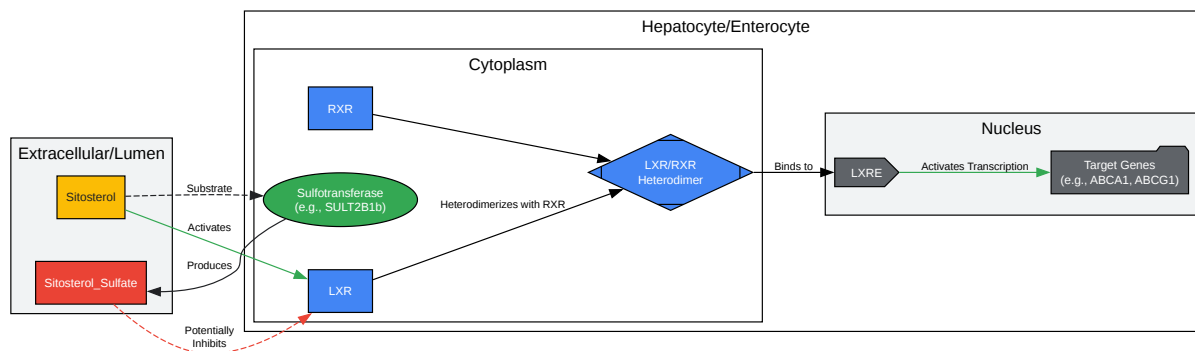 Hepatocyte/Enterocyte
Cytoplasm
RXR
Nucleus
Extracellular/Lumen
LXR/RXR
Heterodimer
Binds to
LXRE
Activates Transcription
Target Genes
(e.g., ABCA1, ABCG1)
Sitosterol
Substrate
Sulfotransferase
(e.g., SULT2B1b)
Heterodimerizes with RXR
Activates
Produces
Sitosterol_Sulfate
LXR
Potentially
Inhibits